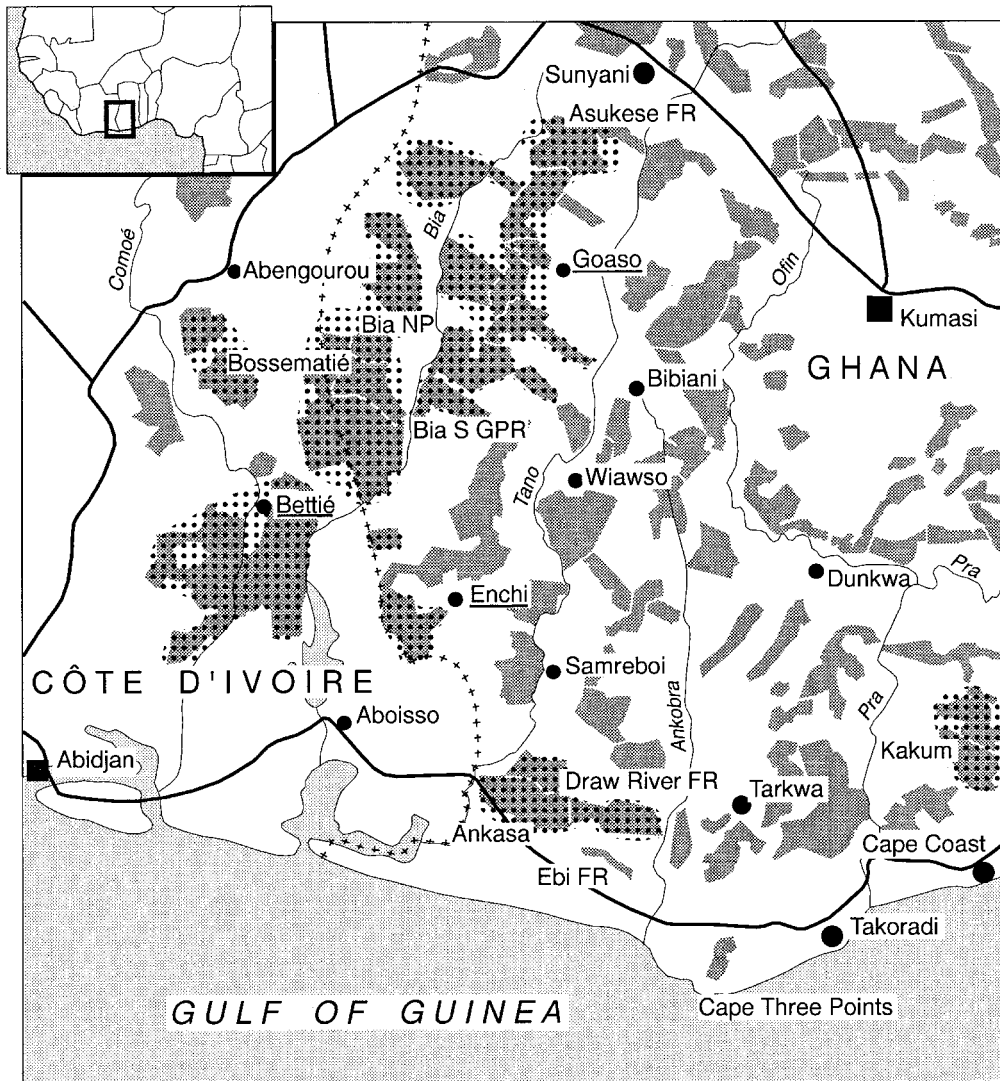 Sunyani
Asukese FR
Comoé
Bia
Abengourou
Goaso
Ofin
Kumasi
Bia NP
Bossematié
GHANA
Bibiani
Bia S GPR
Tano
Wiawso
Bettié
Pra
Dunkwa
Enchi
Samreboi
CÔTE D'IVOIRE
Ankobra
Pra
Aboisso
Kakum
Abidjan
Draw River FR
Tarkwa
Ankasa
Cape Coast
Ebi FR
Takoradi
GULF OF GUINEA
Cape Three Points